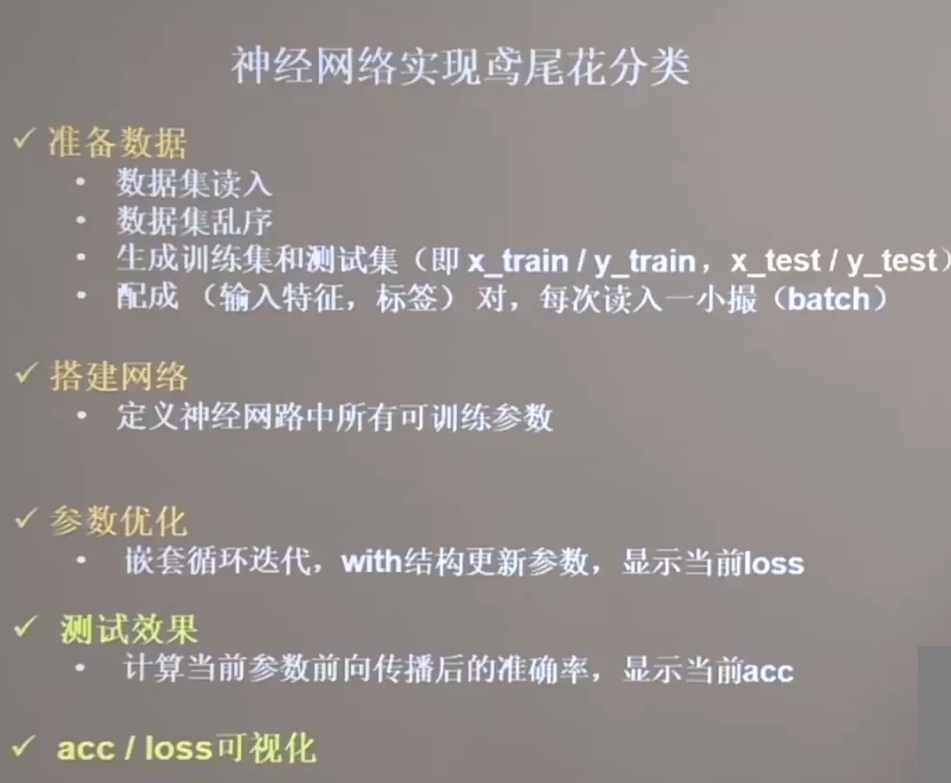 神经网络实现鸢尾花分类
✓ 准备数据
• 数据集读入
• 数据集乱序
• 生成训练集和测试集（即 x_train / y_train，x_test / y_test）
• 配成 （输入特征，标签） 对，每次读入一小撮（batch）
✓ 搭建网络
• 定义神经网路中所有可训练参数
✓ 参数优化
• 嵌套循环迭代，with结构更新参数，显示当前loss
✓ 测试效果
• 计算当前参数前向传播后的准确率，显示当前acc
✓ acc / loss可视化